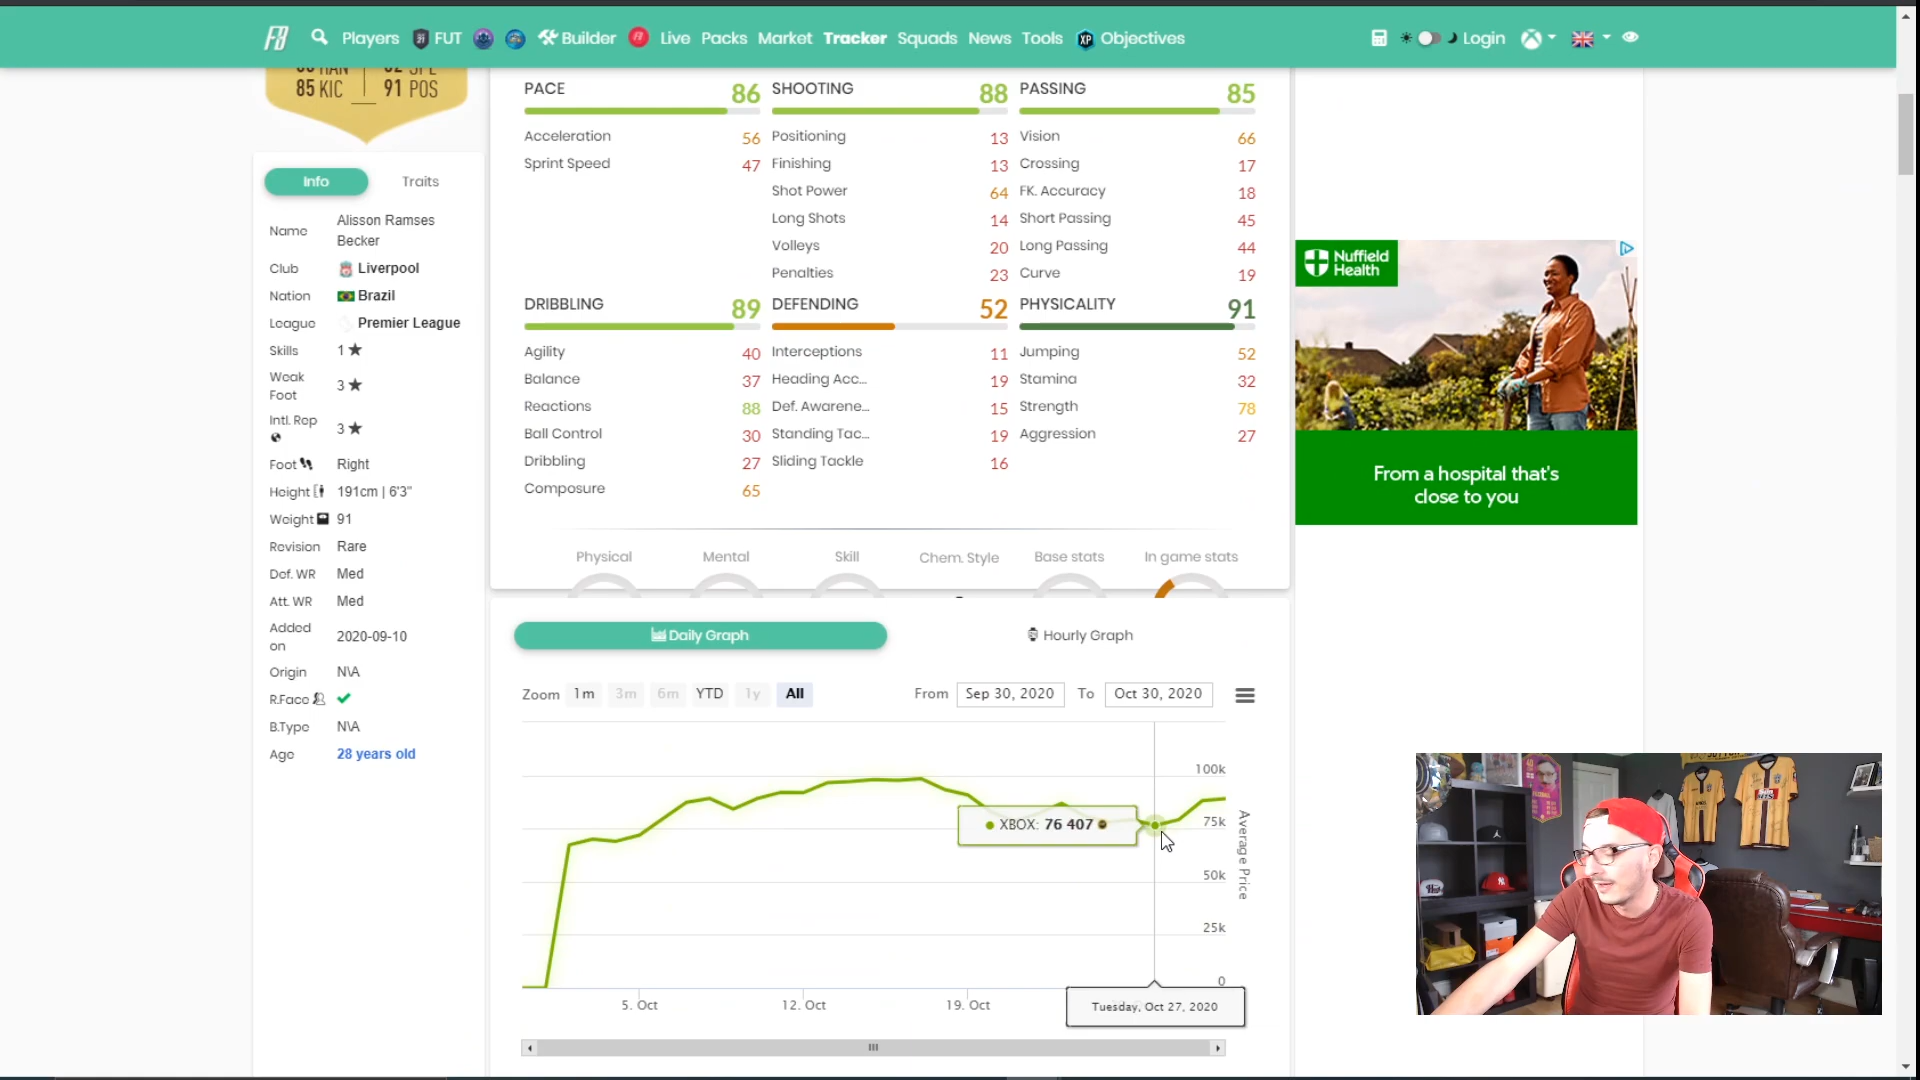 Players FUT Builder Live Packs Market Tracker Squads News Tools XP Objectives Login
85 KIC 91 POS
Info Traits
Name Alisson Ramses Becker
Club Liverpool
Nation Brazil
League Premier League
Skills 1
Weak Foot 3
Intl. Rep 3
Foot Right
Height 191cm | 6'3"
Weight 91
Revision Rare
Def. WR Med
Att. WR Med
Added on 2020-09-10
Origin N\A
R.Face
B.Type N\A
Age 28 years old
PACE 86
Acceleration 56
Sprint Speed 47
SHOOTING 88
Positioning 13
Finishing 13
Shot Power 64
Long Shots 14
Volleys 20
Penalties 23
PASSING 85
Vision 66
Crossing 17
FK. Accuracy 18
Short Passing 45
Long Passing 44
Curve 19
DRIBBLING 89
Agility 40
Balance 37
Reactions 88
Ball Control 30
Dribbling 27
Composure 65
DEFENDING 52
Interceptions 11
Heading Acc... 19
Def. Awarene... 15
Standing Tac... 19
Sliding Tackle 16
PHYSICALITY 91
Jumping 52
Stamina 32
Strength 78
Aggression 27
Physical Mental Skill Chem. Style Base stats In game stats
Daily Graph Hourly Graph
Zoom 1m 3m 6m YTD 1y All From Sep 30, 2020 To Oct 30, 2020
100k
75k
50k
25k
0
Average Price
XBOX: 76 407
5. Oct 12. Oct 19. Oct
Tuesday, Oct 27, 2020
Nuffield
Health
From a hospital that's
close to you